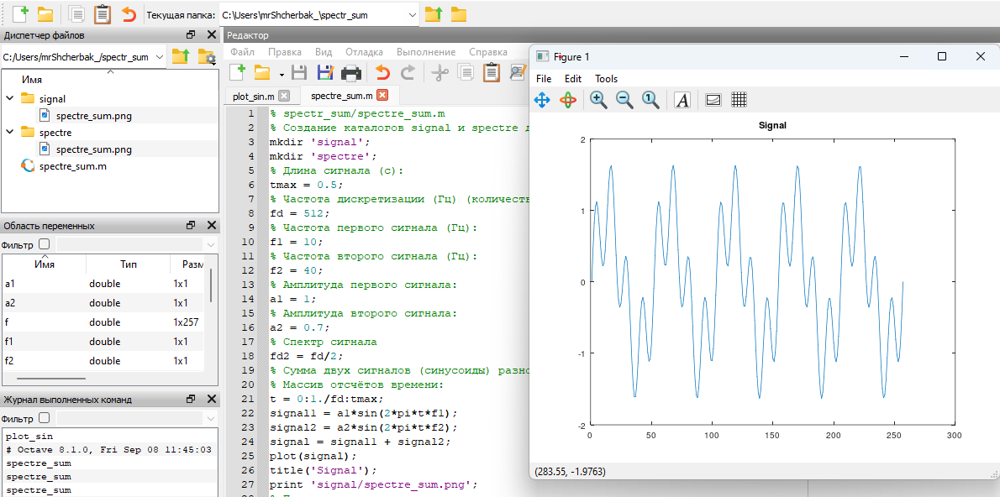 Текущая папка: C:\Users\mrShcherbak_\spectr_sum
Диспетчер файлов
C:/Users/mrShcherbak_/spectr_sum
Имя
signal
spectre_sum.png
spectre
spectre_sum.png
spectre_sum.m
Область переменных
Фильтр
Имя Тип Разм
a1 double 1x1
a2 double 1x1
f double 1x257
f1 double 1x1
f2 double 1x1
Журнал выполненных команд
Фильтр
plot_sin
# Octave 8.1.0, Fri Sep 08 11:45:03
spectre_sum
spectre_sum
spectre_sum
Редактор
Файл Правка Вид Отладка Выполнение Справка
plot_sin.m spectre_sum.m
1 % spectr_sum/spectre_sum.m
2 % Создание каталогов signal и spectre д
3 mkdir 'signal';
4 mkdir 'spectre';
5 % Длина сигнала (с):
6 tmax = 0.5;
7 % Частота дискретизации (Гц) (количеств
8 fd = 512;
9 % Частота первого сигнала (Гц):
10 f1 = 10;
11 % Частота второго сигнала (Гц):
12 f2 = 40;
13 % Амплитуда первого сигнала:
14 a1 = 1;
15 % Амплитуда второго сигнала:
16 a2 = 0.7;
17 % Спектр сигнала
18 fd2 = fd/2;
19 % Сумма двух сигналов (синусоиды) разно
20 % Массив отсчётов времени:
21 t = 0:1./fd:tmax;
22 signal1 = a1*sin(2*pi*t*f1);
23 signal2 = a2*sin(2*pi*t*f2);
24 signal = signal1 + signal2;
25 plot(signal);
26 title('Signal');
27 print 'signal/spectre_sum.png';
Figure 1
File Edit Tools
A
Signal
2
1
0
-1
-2
0 50 100 150 200 250 300
(283.55, -1.9763)